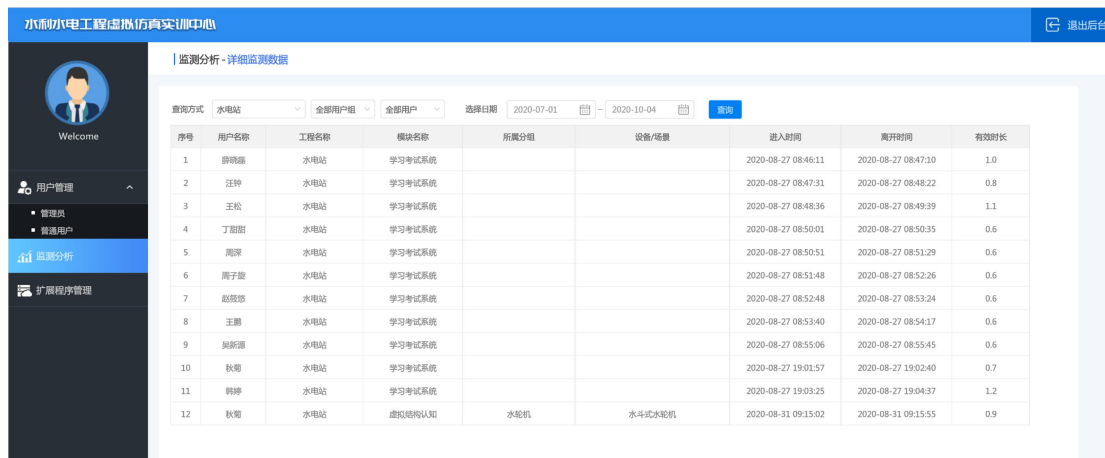 水利水电工程虚拟仿真实训中心
退出后台
监测分析 - 详细监测数据
Welcome
用户管理
管理员
普通用户
监测分析
扩展程序管理
查询方式 水电站 全部用户组 全部用户 选择日期 2020-07-01 - 2020-10-04 查询
序号 用户名称 工程名称 模块名称 所属分组 设备/场景 进入时间 离开时间 有效时长
1 薛晓磊 水电站 学习考试系统 2020-08-27 08:46:11 2020-08-27 08:47:10 1.0
2 汪钟 水电站 学习考试系统 2020-08-27 08:47:31 2020-08-27 08:48:22 0.8
3 王松 水电站 学习考试系统 2020-08-27 08:48:36 2020-08-27 08:49:39 1.1
4 丁甜甜 水电站 学习考试系统 2020-08-27 08:50:01 2020-08-27 08:50:35 0.6
5 周深 水电站 学习考试系统 2020-08-27 08:50:51 2020-08-27 08:51:29 0.6
6 周子旋 水电站 学习考试系统 2020-08-27 08:51:48 2020-08-27 08:52:26 0.6
7 赵筱悠 水电站 学习考试系统 2020-08-27 08:52:48 2020-08-27 08:53:24 0.6
8 王鹏 水电站 学习考试系统 2020-08-27 08:53:40 2020-08-27 08:54:17 0.6
9 吴新源 水电站 学习考试系统 2020-08-27 08:55:06 2020-08-27 08:55:45 0.6
10 秋菊 水电站 学习考试系统 2020-08-27 19:01:57 2020-08-27 19:02:40 0.7
11 韩婷 水电站 学习考试系统 2020-08-27 19:03:25 2020-08-27 19:04:37 1.2
12 秋菊 水电站 虚拟结构认知 水轮机 水斗式水轮机 2020-08-31 09:15:02 2020-08-31 09:15:55 0.9